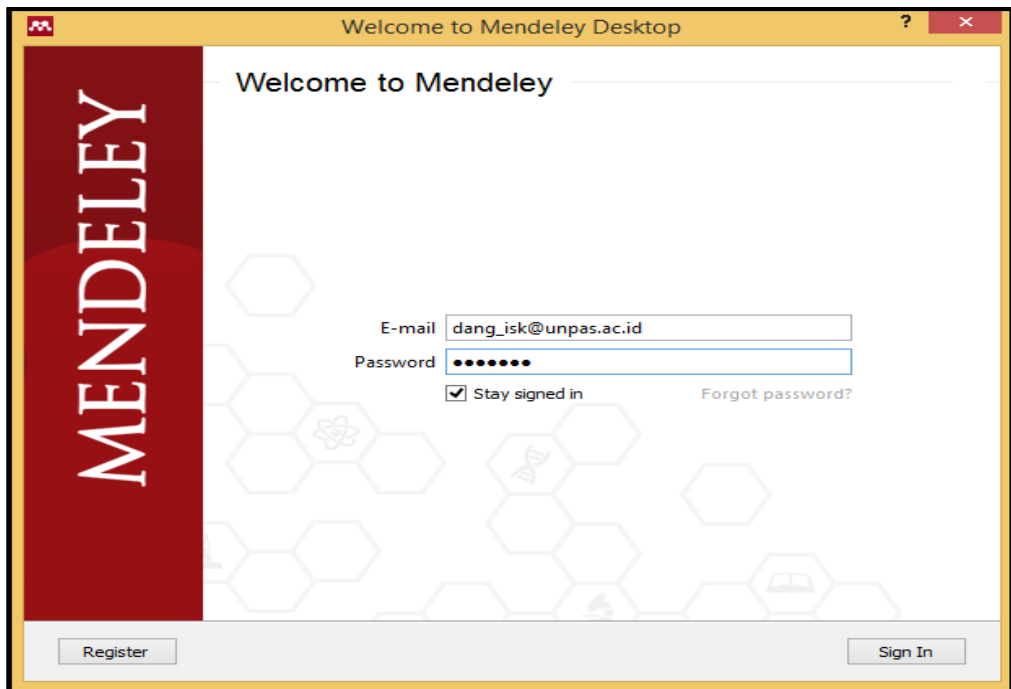 Welcome to Mendeley Desktop
?
MENDELEY
Welcome to Mendeley
E-mail dang_isk@unpas.ac.id
Password •••••••
Stay signed in Forgot password?
Register Sign In